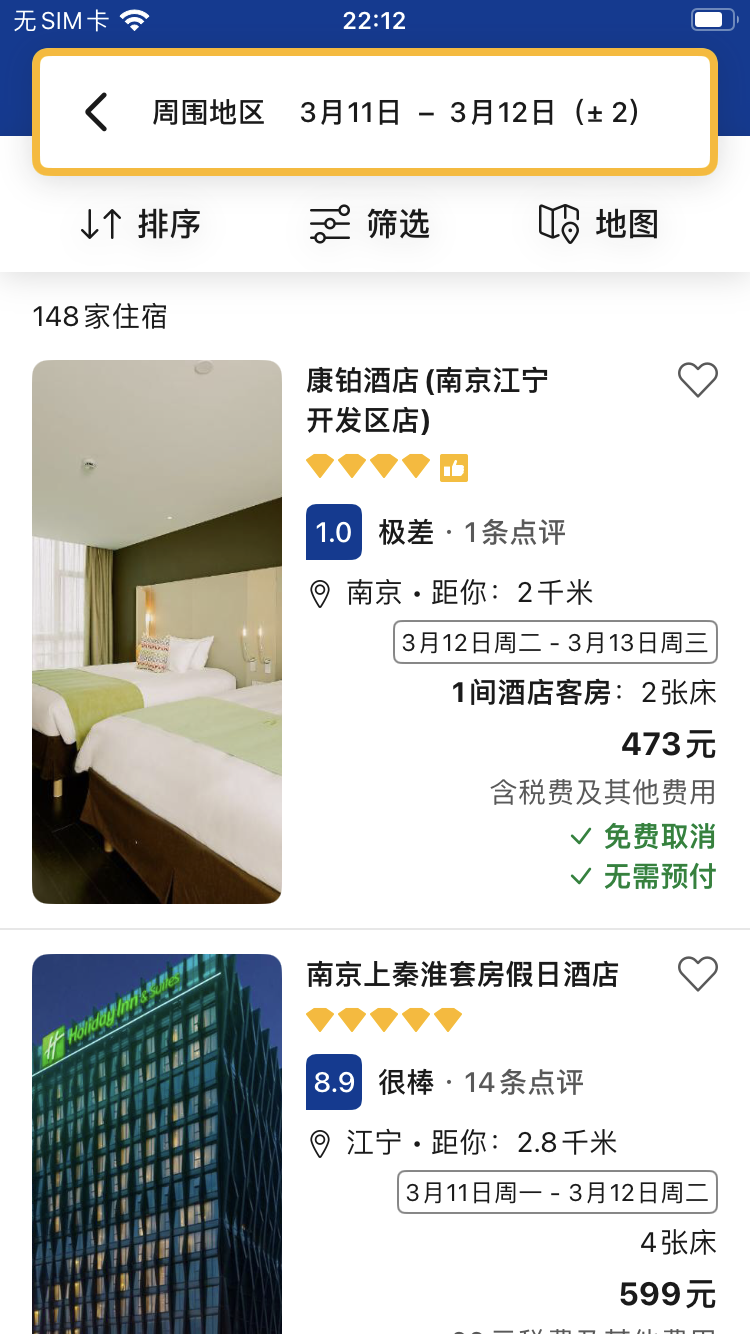 无SIM卡
22:12
周围地区 3月11日 – 3月12日（± 2）
排序
筛选
地图
148家住宿
康铂酒店 (南京江宁
开发区店)
1.0 极差 · 1条点评
南京 • 距你：2千米
3月12日周二 - 3月13日周三
1间酒店客房：2张床
473元
含税费及其他费用
免费取消
无需预付
Holiday Inn & Suites
南京上秦淮套房假日酒店
8.9 很棒 · 14条点评
江宁 • 距你：2.8千米
3月11日周一 - 3月12日周二
4张床
599元